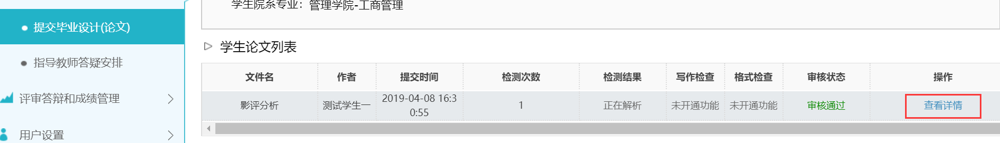 学生院系专业：管理学院-工商管理
提交毕业设计(论文)
指导教师答疑安排
评审答辩和成绩管理
用户设置
学生论文列表
文件名 作者 提交时间 检测次数 检测结果 写作检查 格式检查 审核状态 操作
影评分析 测试学生一 2019-04-08 16:3 1 正在解析 未开通功能 未开通功能 审核通过 查看详情
0:55